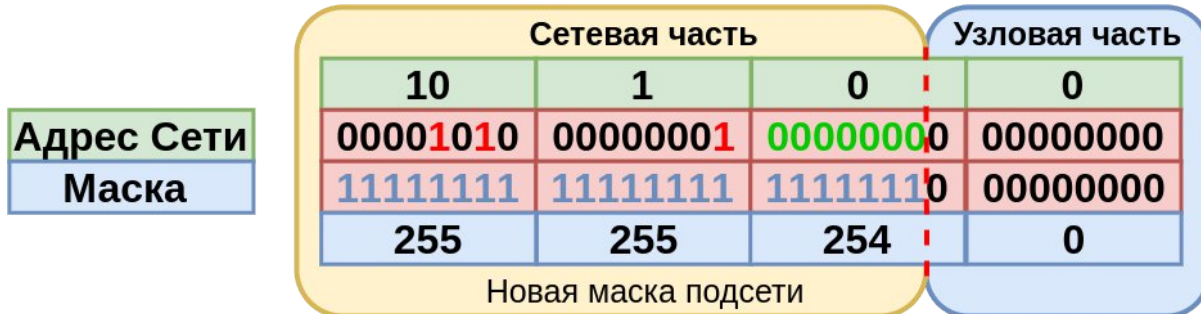 Сетевая часть Узловая часть
10 1 0 0
Адрес Сети 00001010 00000001 00000000 00000000
Маска 11111111 11111111 11111110 00000000
255 255 254 0
Новая маска подсети